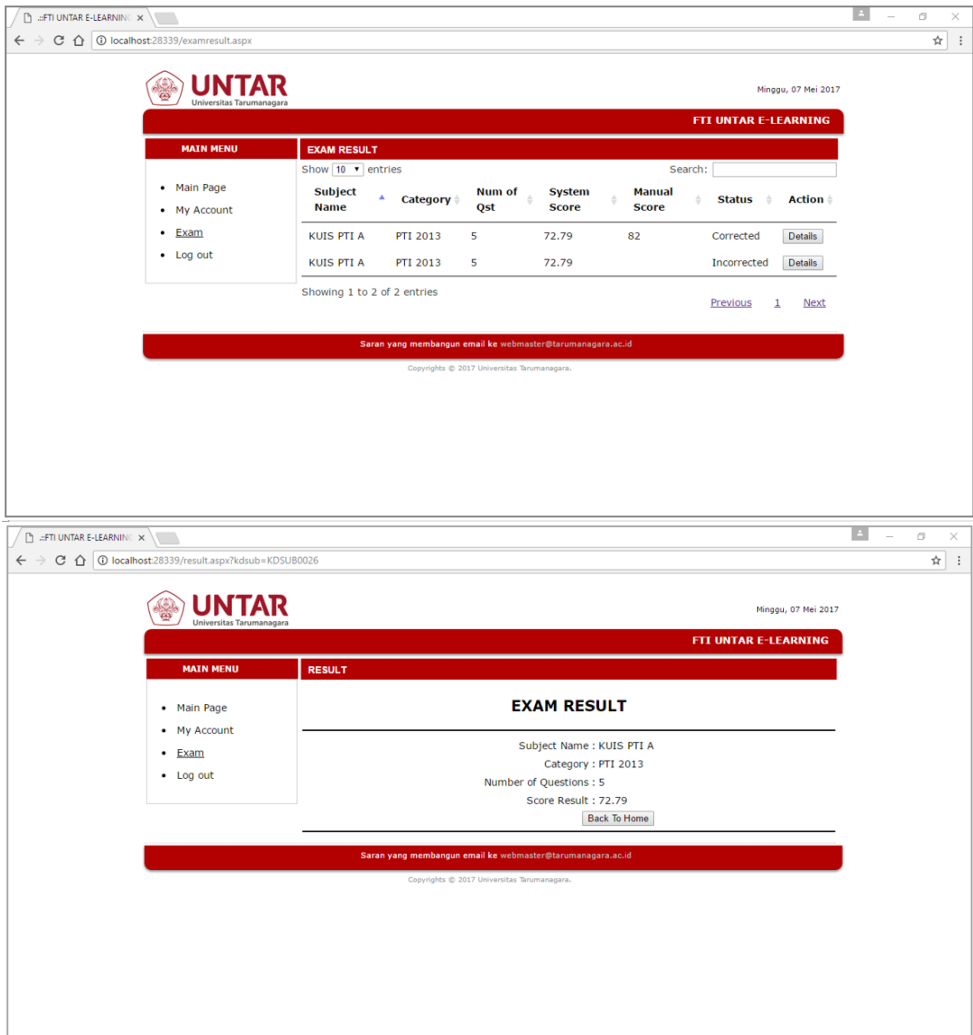 .::FTI UNTAR E-LEARNING
localhost:28339/examresult.aspx
UNTAR
Universitas Tarumanagara
Minggu, 07 Mei 2017
FTI UNTAR E-LEARNING
MAIN MENU
Main Page
My Account
Exam
Log out
EXAM RESULT
Show 10 entries Search:
Subject Name Category Num of Qst System Score Manual Score Status Action
KUIS PTI A PTI 2013 5 72.79 82 Corrected Details
KUIS PTI A PTI 2013 5 72.79 Incorrected Details
Showing 1 to 2 of 2 entries
Previous 1 Next
Saran yang membangun email ke webmaster@tarumanagara.ac.id
Copyrights © 2017 Universitas Tarumanagara.
.::FTI UNTAR E-LEARNING
localhost:28339/result.aspx?kdsub=KDSUB0026
UNTAR
Universitas Tarumanagara
Minggu, 07 Mei 2017
FTI UNTAR E-LEARNING
MAIN MENU
Main Page
My Account
Exam
Log out
RESULT
EXAM RESULT
Subject Name : KUIS PTI A
Category : PTI 2013
Number of Questions : 5
Score Result : 72.79
Back To Home
Saran yang membangun email ke webmaster@tarumanagara.ac.id
Copyrights © 2017 Universitas Tarumanagara.